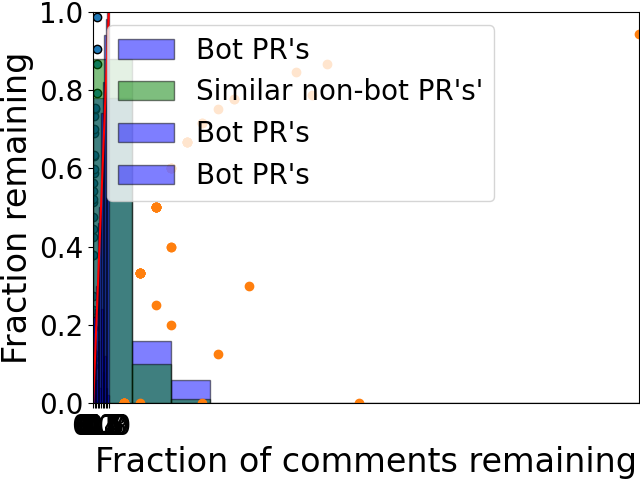 1.0
0.8
0.6
0.4
0.2
0.0
Fraction remaining
Bot PR's
Similar non-bot PR's'
Bot PR's
Bot PR's
Fraction of comments remaining